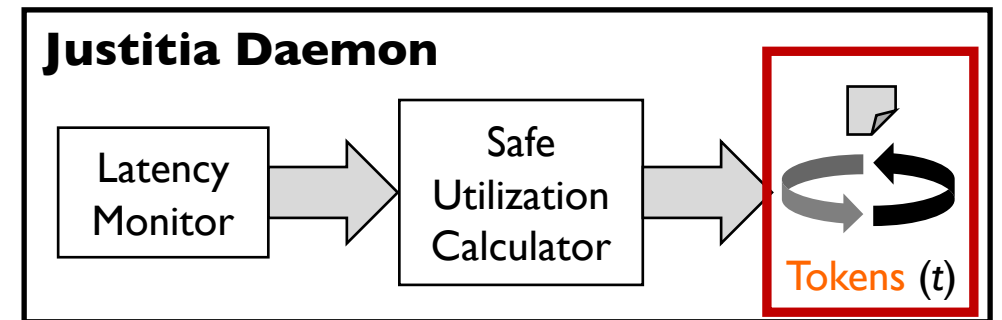 Justitia Daemon
Latency
Monitor
Safe
Utilization
Calculator
Tokens (t)